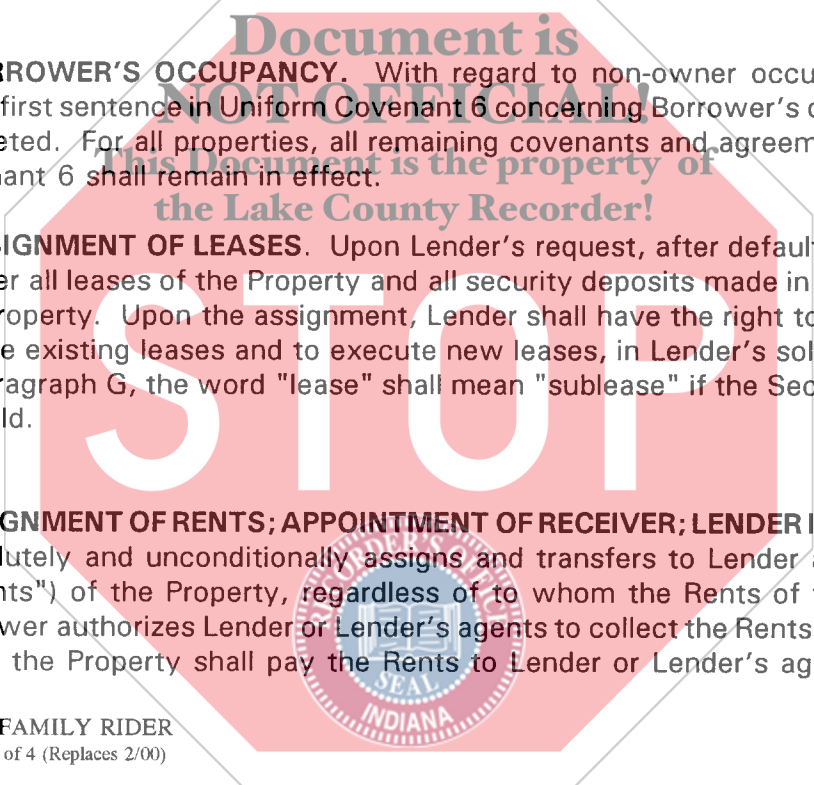 Document is
RROWER'S OCCUPANCY. With regard to non-owner occu
NOT OFFICIAL!
first sentence in Uniform Covenant 6 concerning Borrower's
eted. For all properties, all remaining covenants and agreem
This Document is the property of
nant 6 shall remain in effect.
the Lake County Recorder!
IGNMENT OF LEASES. Upon Lender's request, after defaul
er all leases of the Property and all security deposits made in
roperty. Upon the assignment, Lender shall have the right to
e existing leases and to execute new leases, in Lender's sol
ragraph G, the word "lease" shall mean "sublease" if the Sec
ld.
STOP
GNMENT OF RENTS; APPOINTMENT OF RECEIVER; LENDER I
lutely and unconditionally assigns and transfers to Lender a
nts") of the Property, regardless of to whom the Rents of t
wer authorizes Lender or Lender's agents to collect the Rents
the Property shall pay the Rents to Lender or Lender's ag
RECORDER'S OFFICE
SEAL
INDIANA
FAMILY RIDER
of 4 (Replaces 2/00)